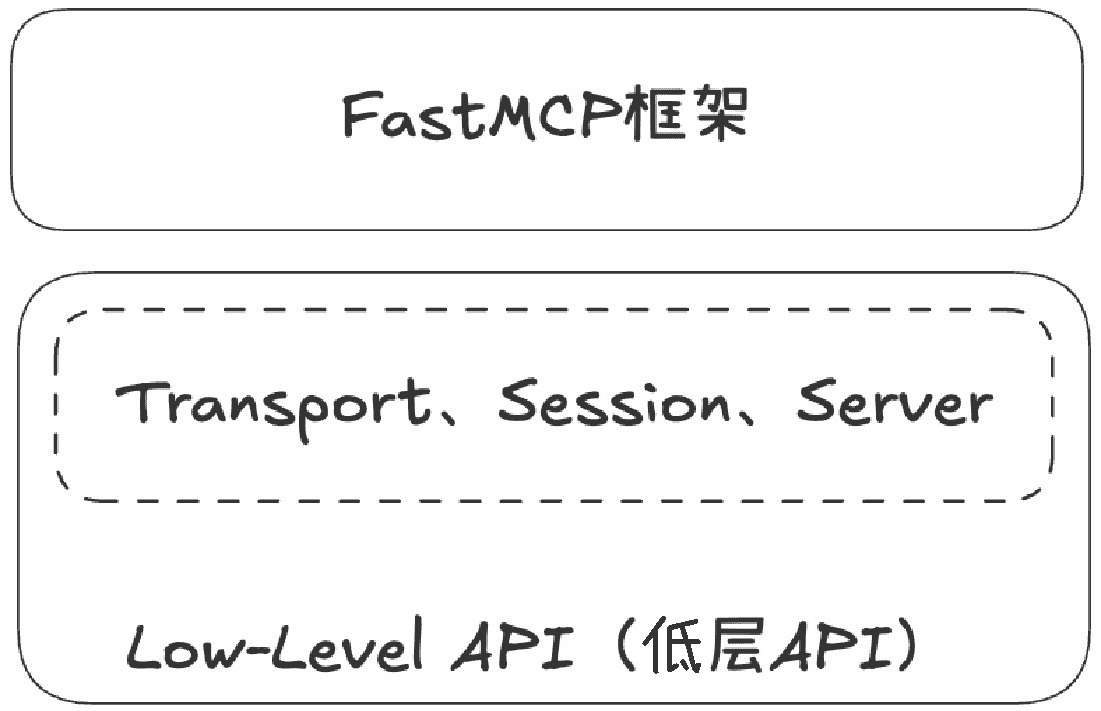 FastMCP框架
Transport、Session、Server
Low-Level API（低层API）